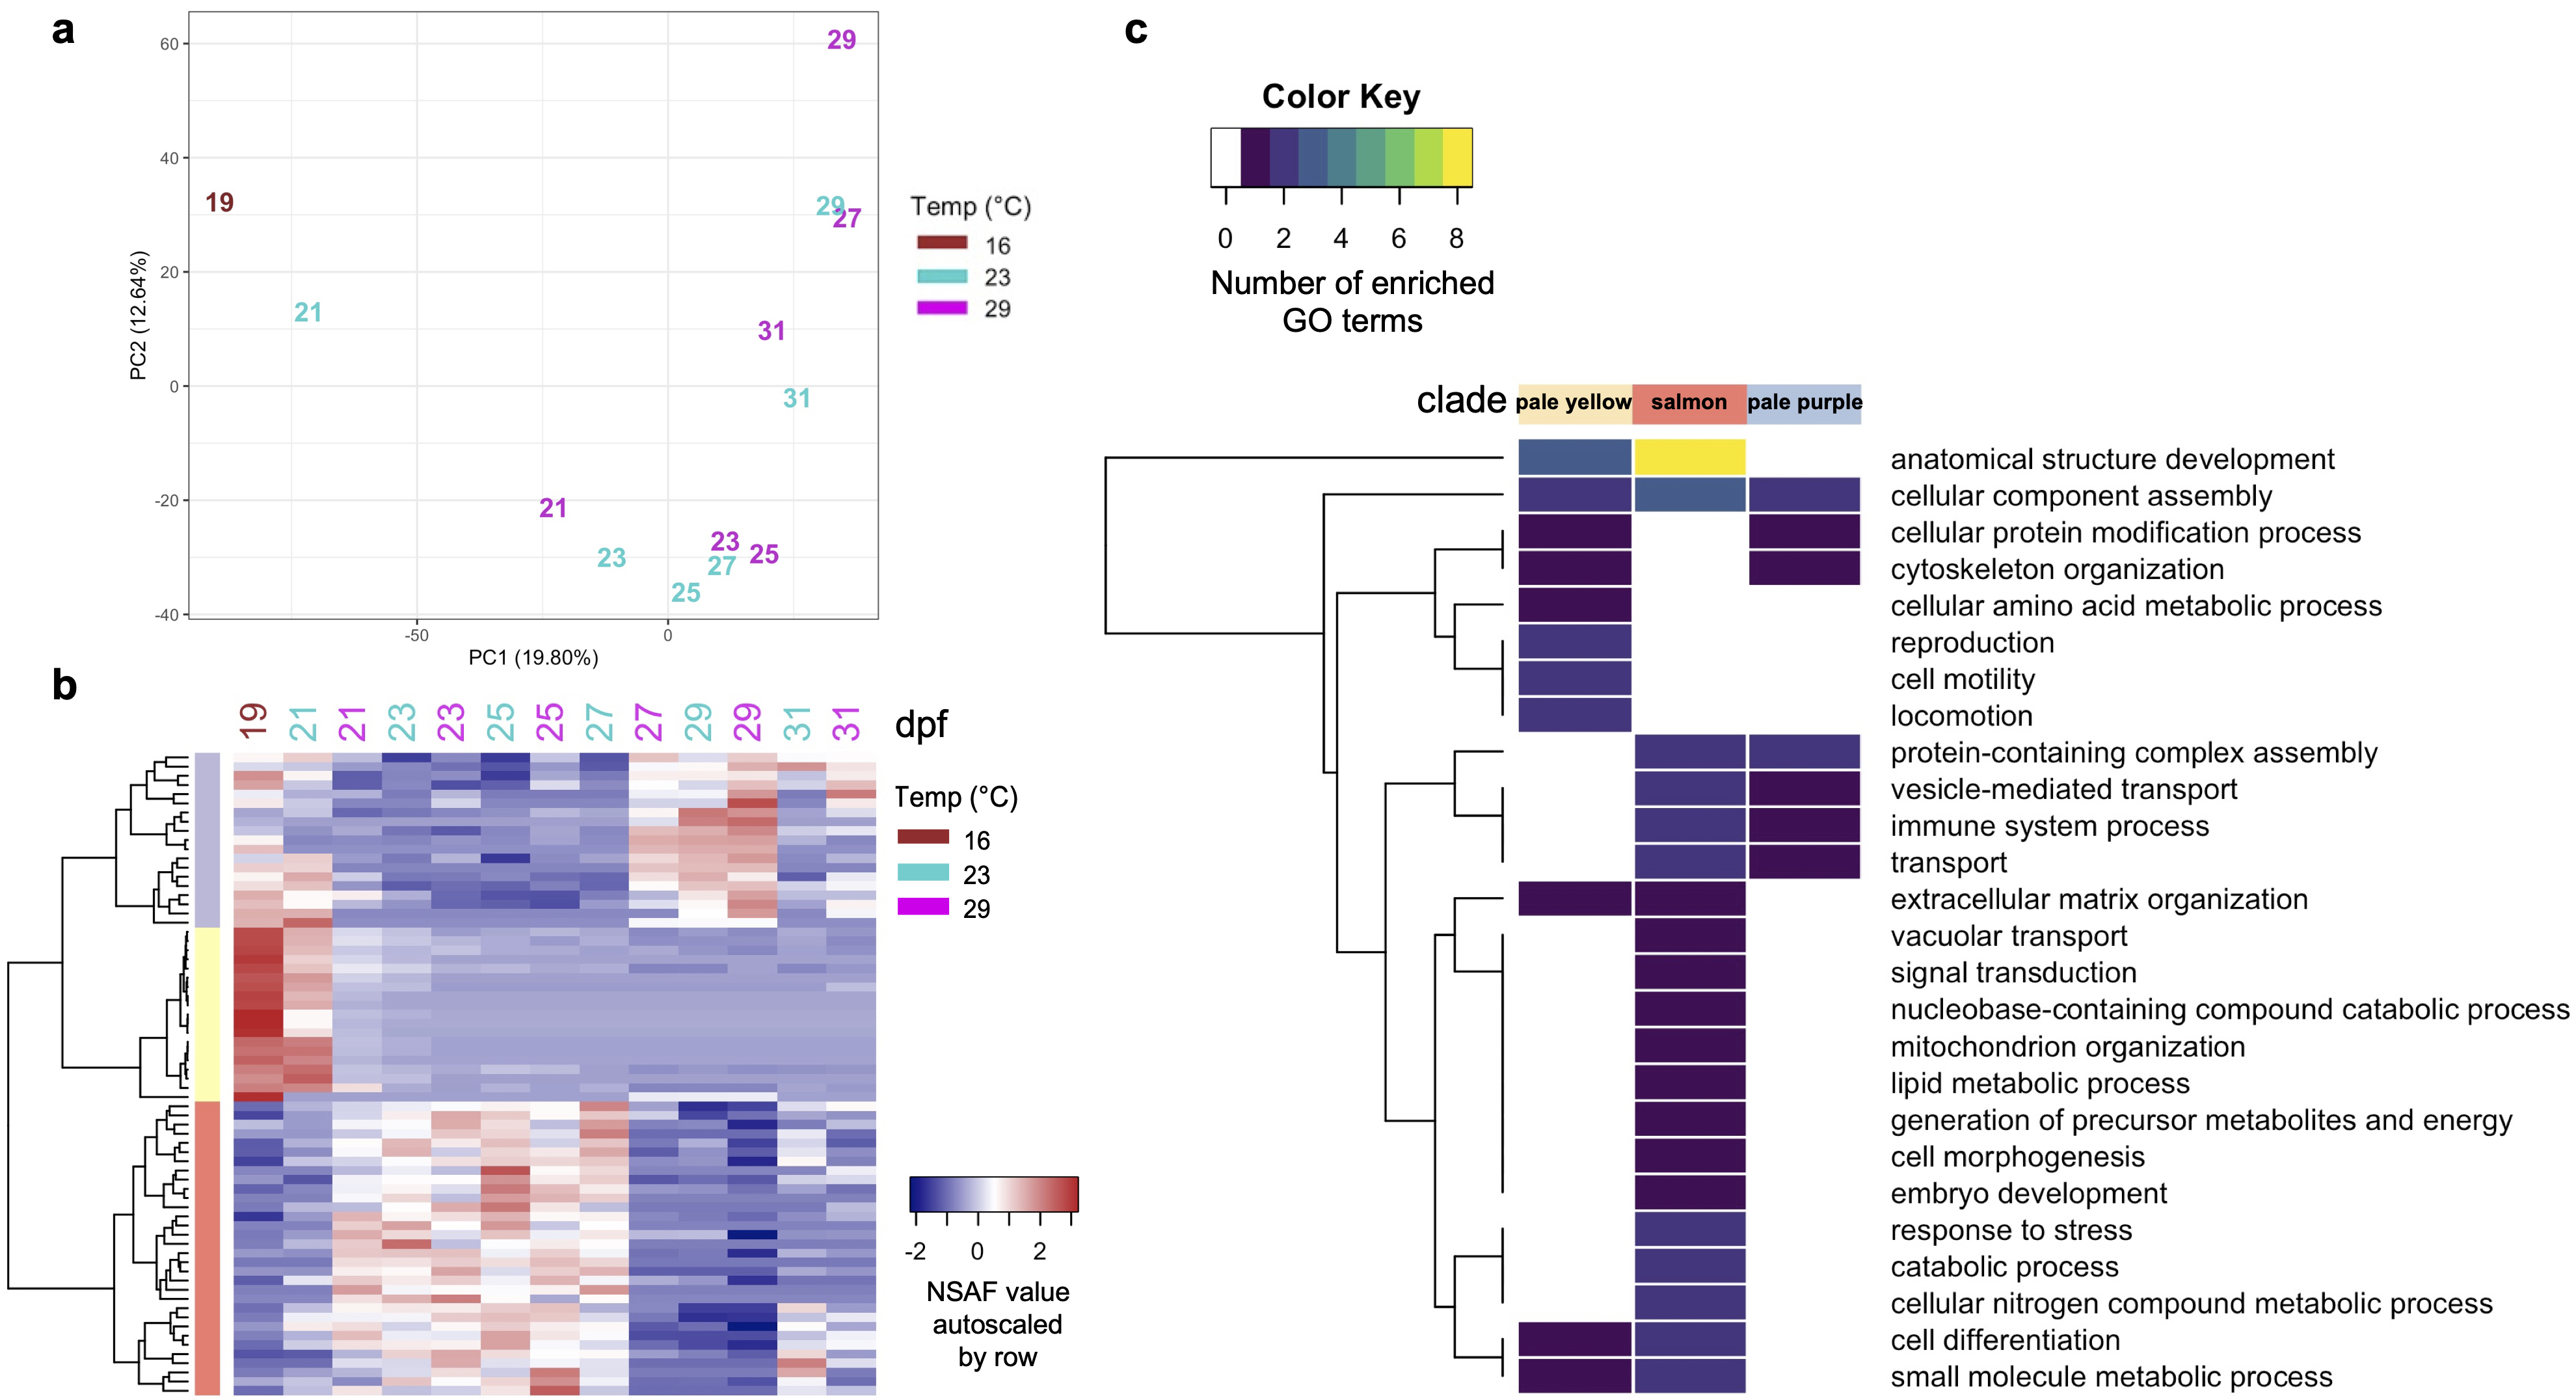 a
60
40
20
0
-20
-40
PC2 (12.64%)
29
19
29
27
21
31
31
21
23
25
23
27
25
-50
0
PC1 (19.80%)
Temp (°C)
16
23
29
b
19 21 21 23 23 25 25 27 27 29 29 31 31
dpf
Temp (°C)
16
23
29
-2 0 2
NSAF value
autoscaled
by row
c
Color Key
0 2 4 6 8
Number of enriched
GO terms
clade pale yellow salmon pale purple
anatomical structure development
cellular component assembly
cellular protein modification process
cytoskeleton organization
cellular amino acid metabolic process
reproduction
cell motility
locomotion
protein-containing complex assembly
vesicle-mediated transport
immune system process
transport
extracellular matrix organization
vacuolar transport
signal transduction
nucleobase-containing compound catabolic process
mitochondrion organization
lipid metabolic process
generation of precursor metabolites and energy
cell morphogenesis
embryo development
response to stress
catabolic process
cellular nitrogen compound metabolic process
cell differentiation
small molecule metabolic process